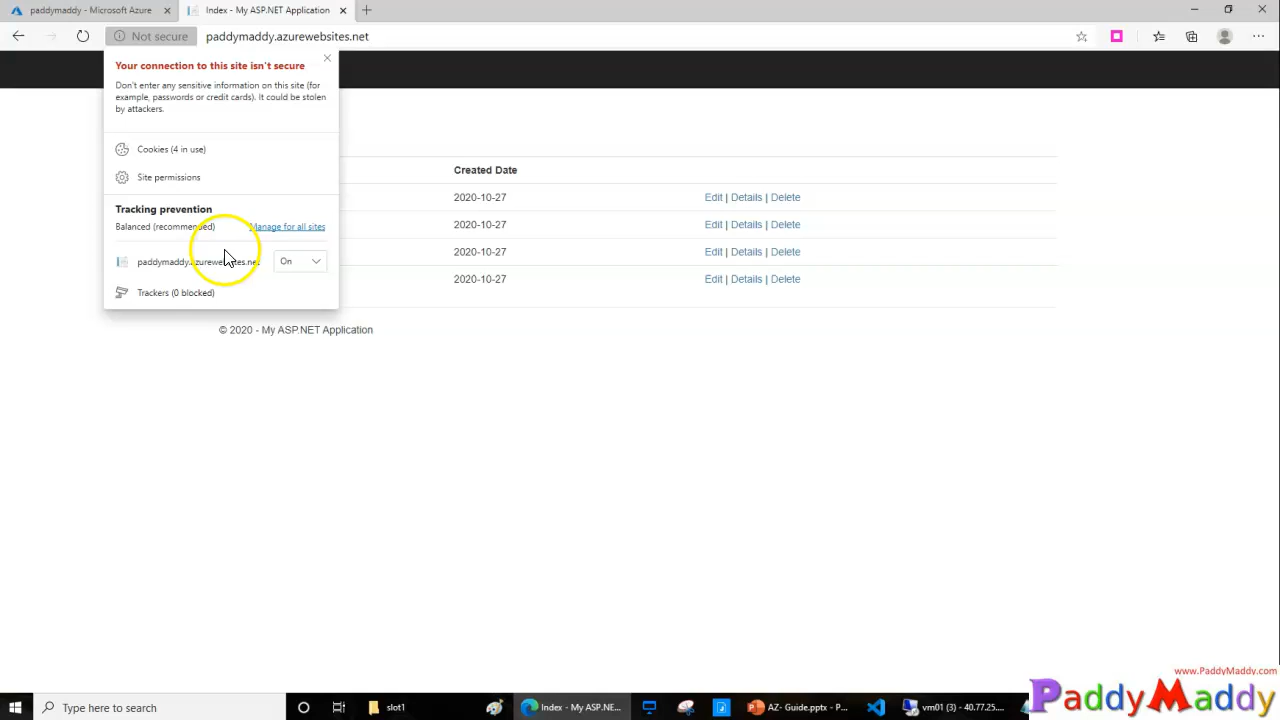 paddymaddy - Microsoft Azure
Index - My ASP.NET Application
Not secure
paddymaddy.azurewebsites.net
Your connection to this site isn't secure
Don't enter any sensitive information on this site (for
example, passwords or credit cards). It could be stolen
by attackers.
Cookies (4 in use)
Site permissions
Tracking prevention
Balanced (recommended)
Manage for all sites
paddymaddy.azurewebsites.net
On
Trackers (0 blocked)
Created Date
2020-10-27
Edit | Details | Delete
2020-10-27
Edit | Details | Delete
2020-10-27
Edit | Details | Delete
2020-10-27
Edit | Details | Delete
© 2020 - My ASP.NET Application
www.PaddyMaddy.com
PaddyMaddy
Type here to search
slot1
Index - My ASP.NE...
AZ- Guide.pptx - P...
vm01 (3) - 40.77.25...